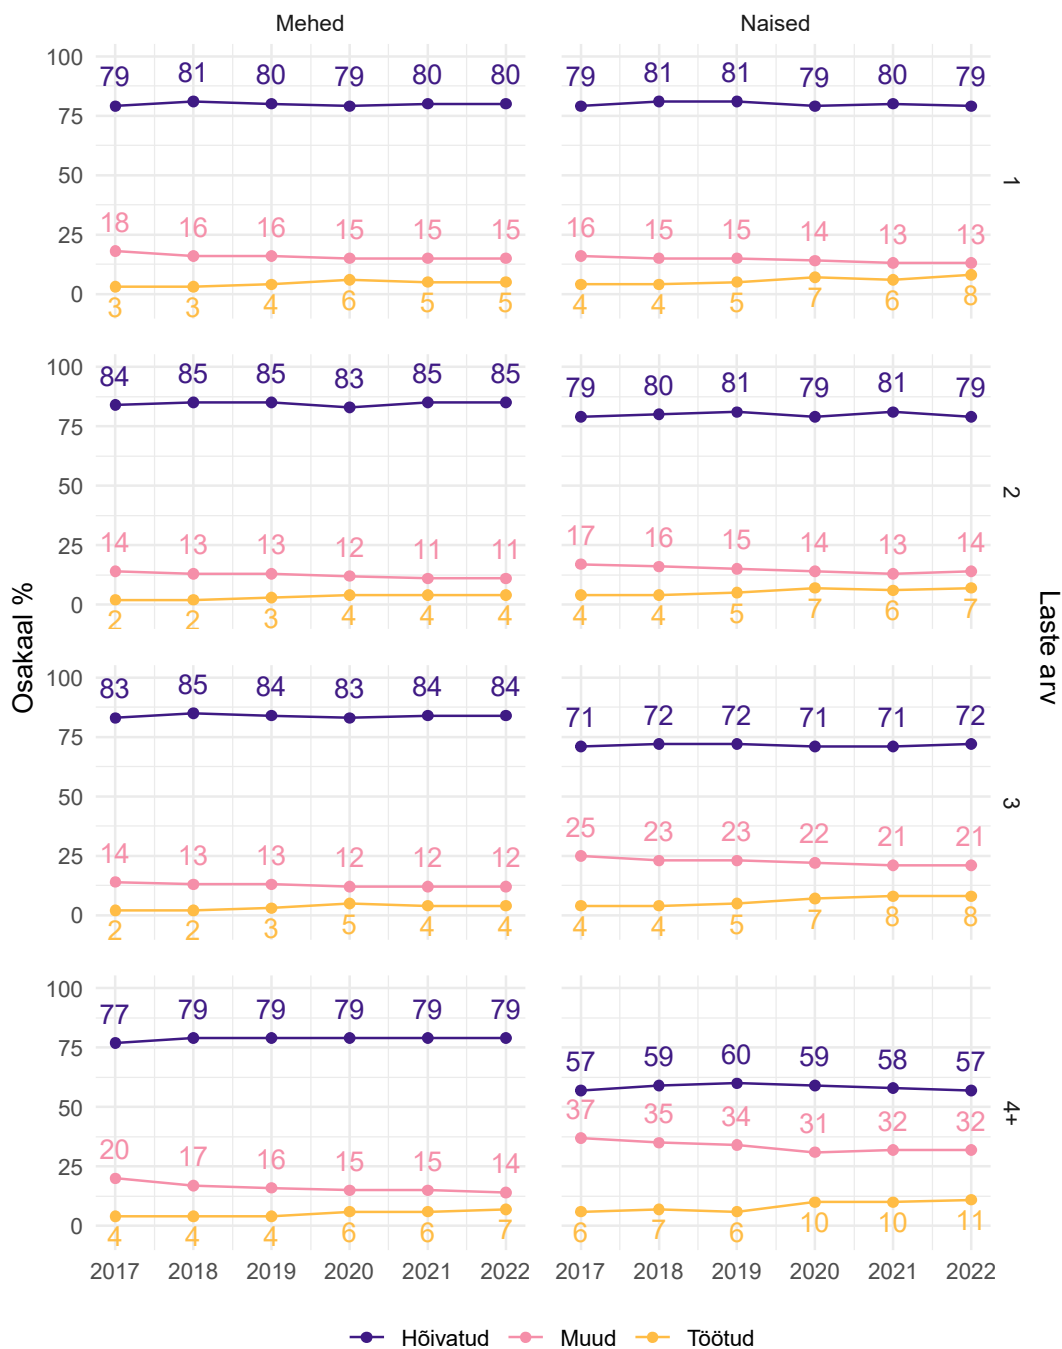 Mehed Naised
100
79 81 80 79 80 80 79 81 81 79 80 79
75
50
18 16 16 15 15 15 16 15 15 14 13 13
25
0
3 3 4 6 5 5 4 4 5 7 6 8
1
100
84 85 85 83 85 85 79 80 81 79 81 79
75
50
14 13 13 12 11 11 17 16 15 14 13 14
25
0
2 2 3 4 4 4 4 4 5 7 6 7
2
Osakaal %
Laste arv
100
83 85 84 83 84 84 71 72 72 71 71 72
75
50
14 13 13 12 12 12 25 23 23 22 21 21
25
0
2 2 3 5 4 4 4 4 5 7 8 8
3
100
77 79 79 79 79 79 57 59 60 59 58 57
75
50
20 17 16 15 15 14 37 35 34 31 32 32
25
0
4 4 4 6 6 7 6 7 6 10 10 11
4+
2017 2018 2019 2020 2021 2022 2017 2018 2019 2020 2021 2022
Hõivatud Muud Töötud